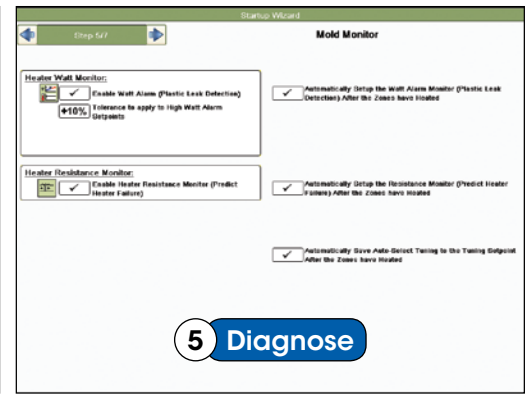 Startup Wizard
Step 5/7
Mold Monitor
Heater Watt Monitor:
Enable Watt Alarm (Plastic Leak Detection)
+10%
Tolerance to apply to High Watt Alarm
Setpoints
Automatically Setup the Watt Alarm Monitor (Plastic Leak
Detection) After the Zones have Heated
Heater Resistance Monitor:
Enable Heater Resistance Monitor (Predict
Heater Failure)
Automatically Setup the Resistance Monitor (Predict Heater
Failure) After the Zones have Heated
Automatically Save Auto-Select Tuning to the Tuning Setpoint
After the Zones have Heated
5 Diagnose